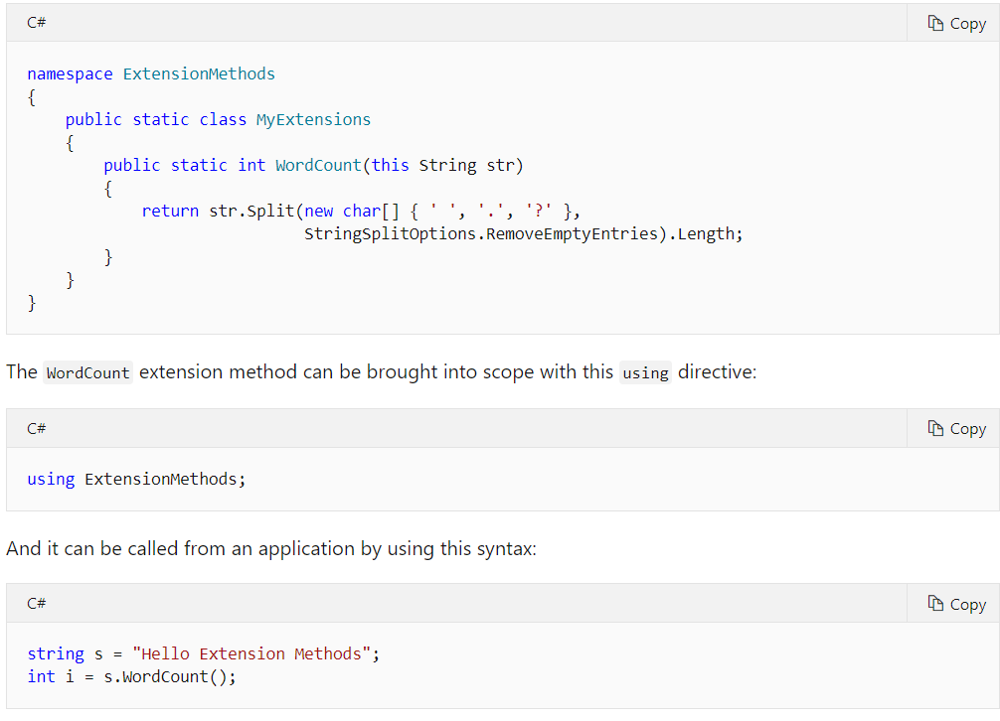 C#
Copy
namespace ExtensionMethods
{
    public static class MyExtensions
    {
        public static int WordCount(this String str)
        {
            return str.Split(new char[] { ' ', '.', '?' },
                             StringSplitOptions.RemoveEmptyEntries).Length;
        }
    }
}
The WordCount extension method can be brought into scope with this using directive:
C#
Copy
using ExtensionMethods;
And it can be called from an application by using this syntax:
C#
Copy
string s = "Hello Extension Methods";
int i = s.WordCount();